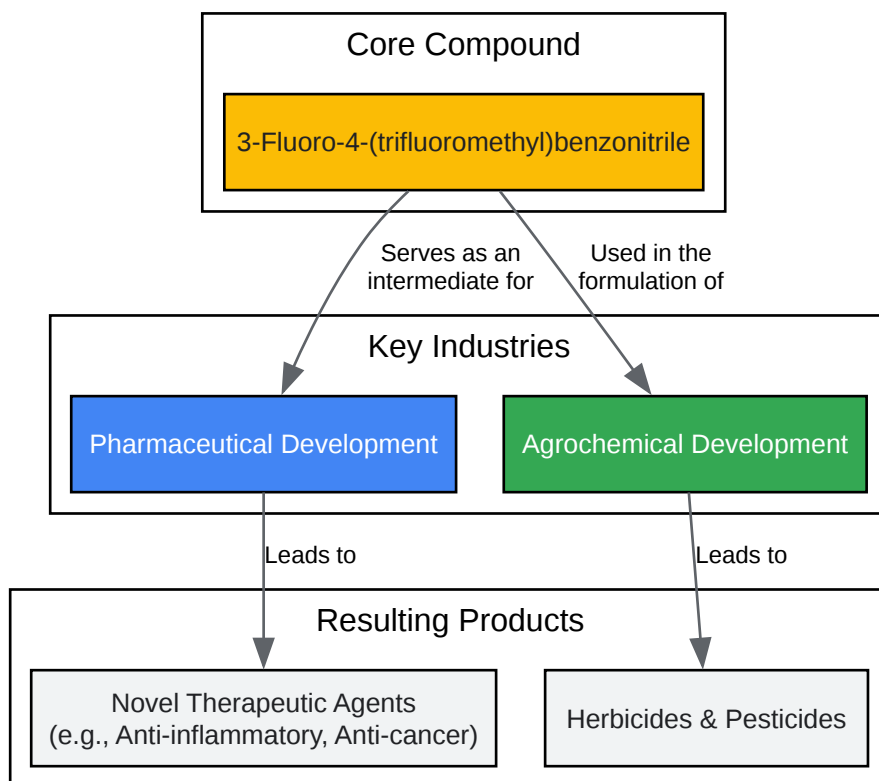 Core Compound
3-Fluoro-4-(trifluoromethyl)benzonitrile
Serves as an
intermediate for
Used in the
formulation of
Key Industries
Pharmaceutical Development
Agrochemical Development
Leads to
Leads to
Resulting Products
Novel Therapeutic Agents
(e.g., Anti-inflammatory, Anti-cancer)
Herbicides & Pesticides